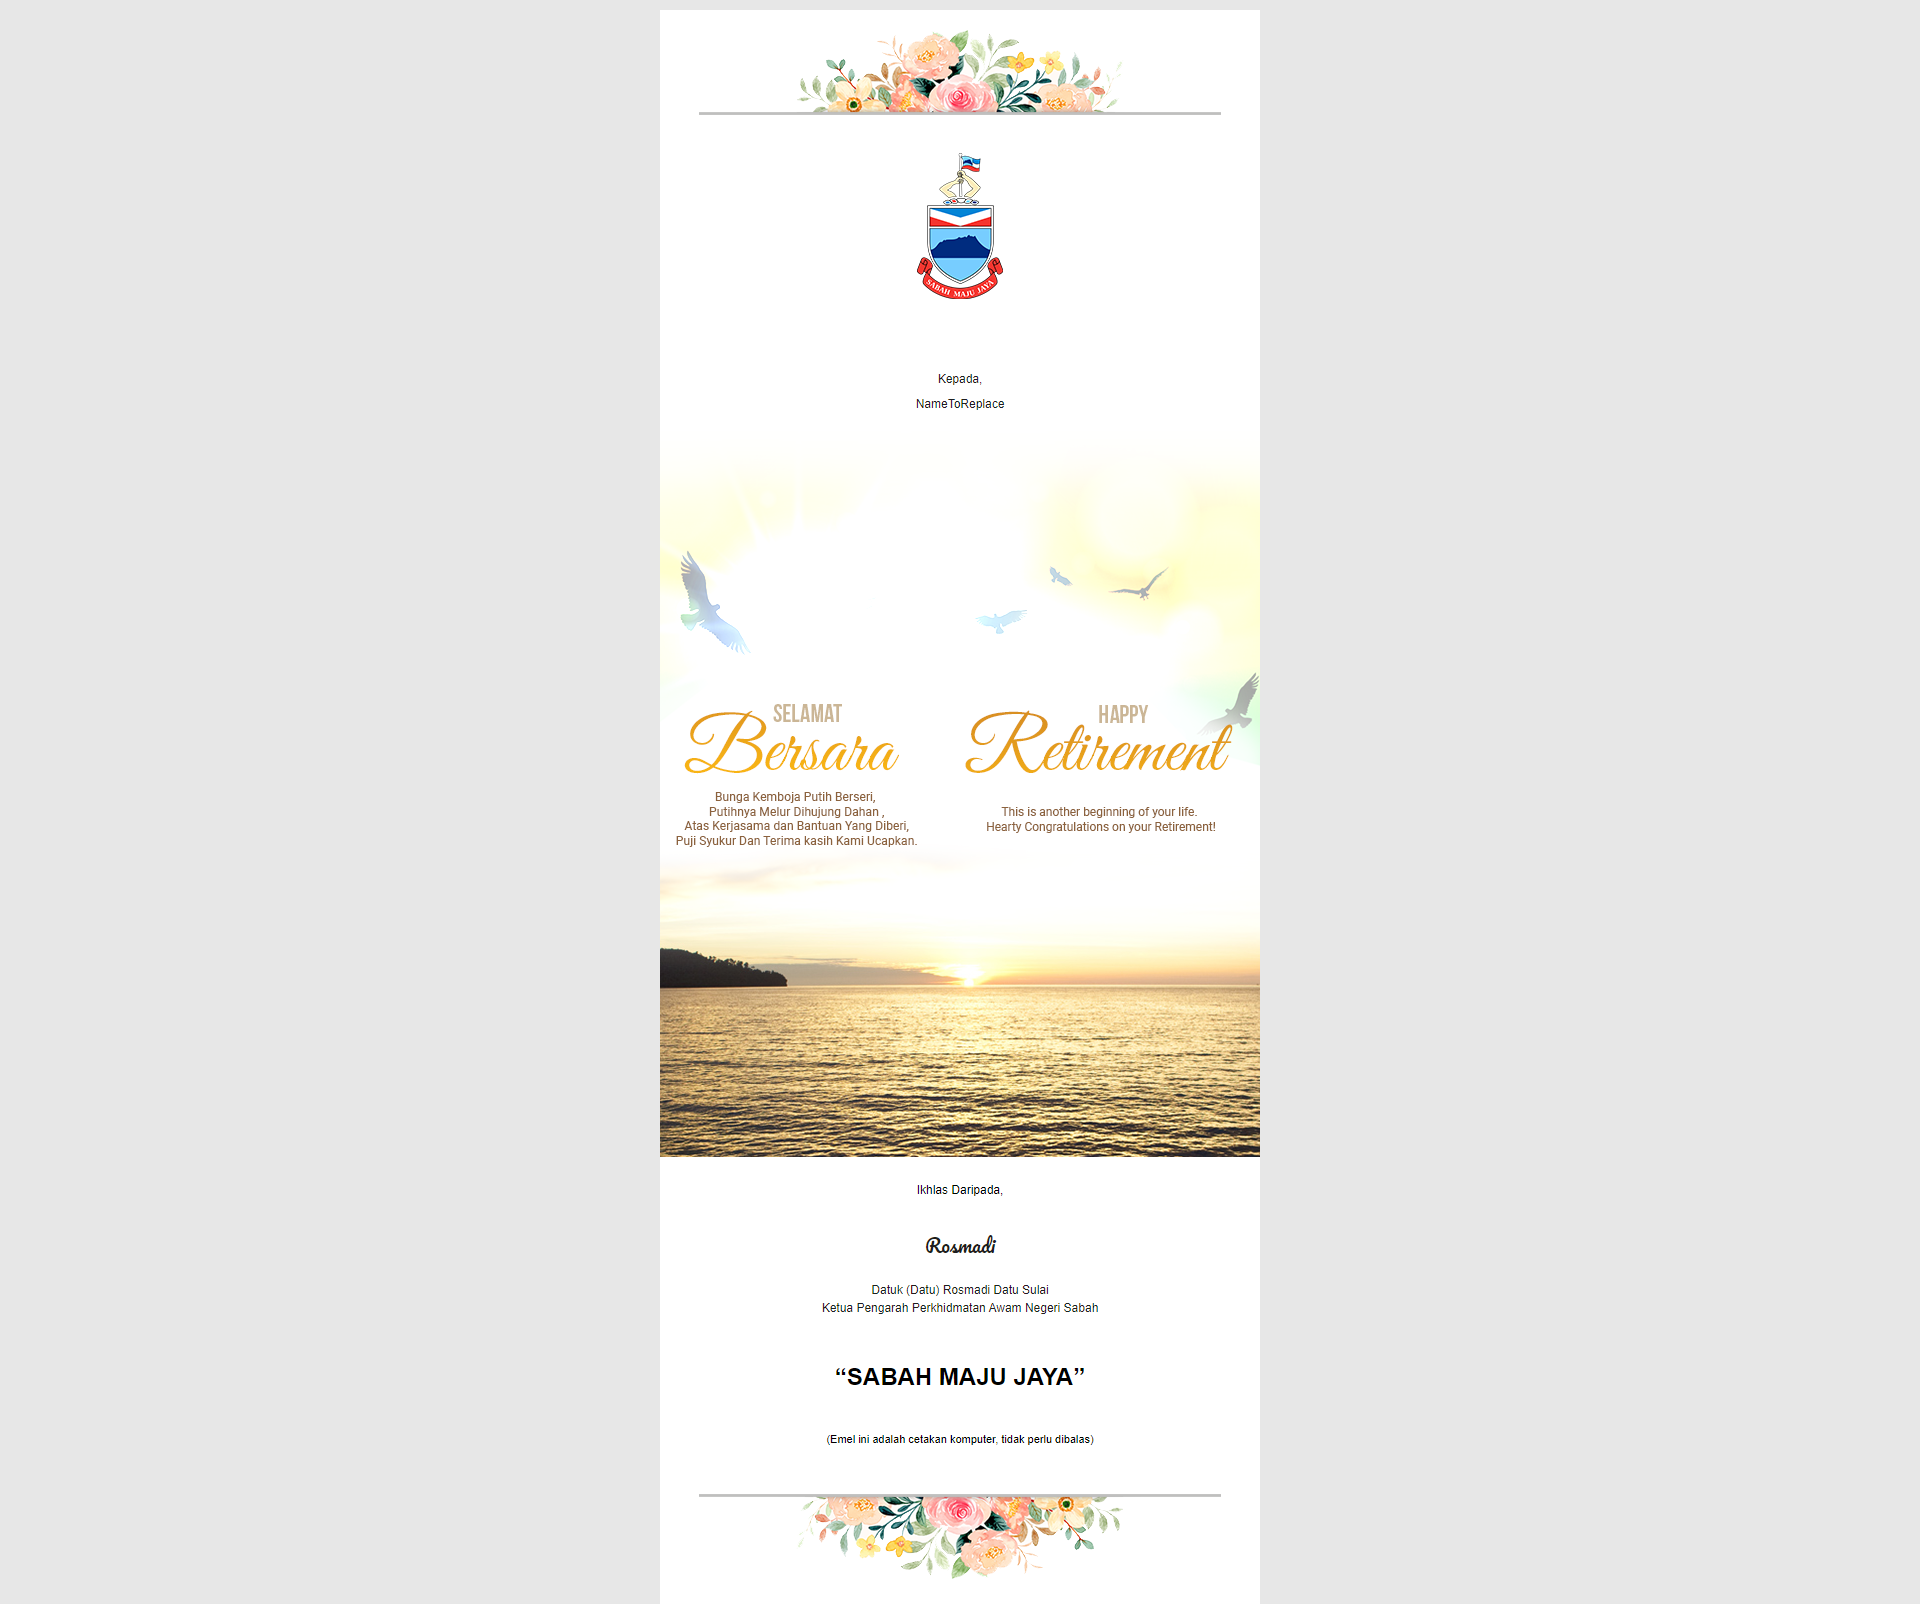 SABAH MAJU JAYA
Kepada,
NameToReplace
SELAMAT
Bersara
Bunga Kemboja Putih Berseri,
Putihnya Melur Dihujung Dahan ,
Atas Kerjasama dan Bantuan Yang Diberi,
Puji Syukur Dan Terima kasih Kami Ucapkan.
HAPPY
Retirement
This is another beginning of your life.
Hearty Congratulations on your Retirement!
Ikhlas Daripada,
Rosmadi
Datuk (Datu) Rosmadi Datu Sulai
Ketua Pengarah Perkhidmatan Awam Negeri Sabah
“SABAH MAJU JAYA”
(Emel ini adalah cetakan komputer, tidak perlu dibalas)